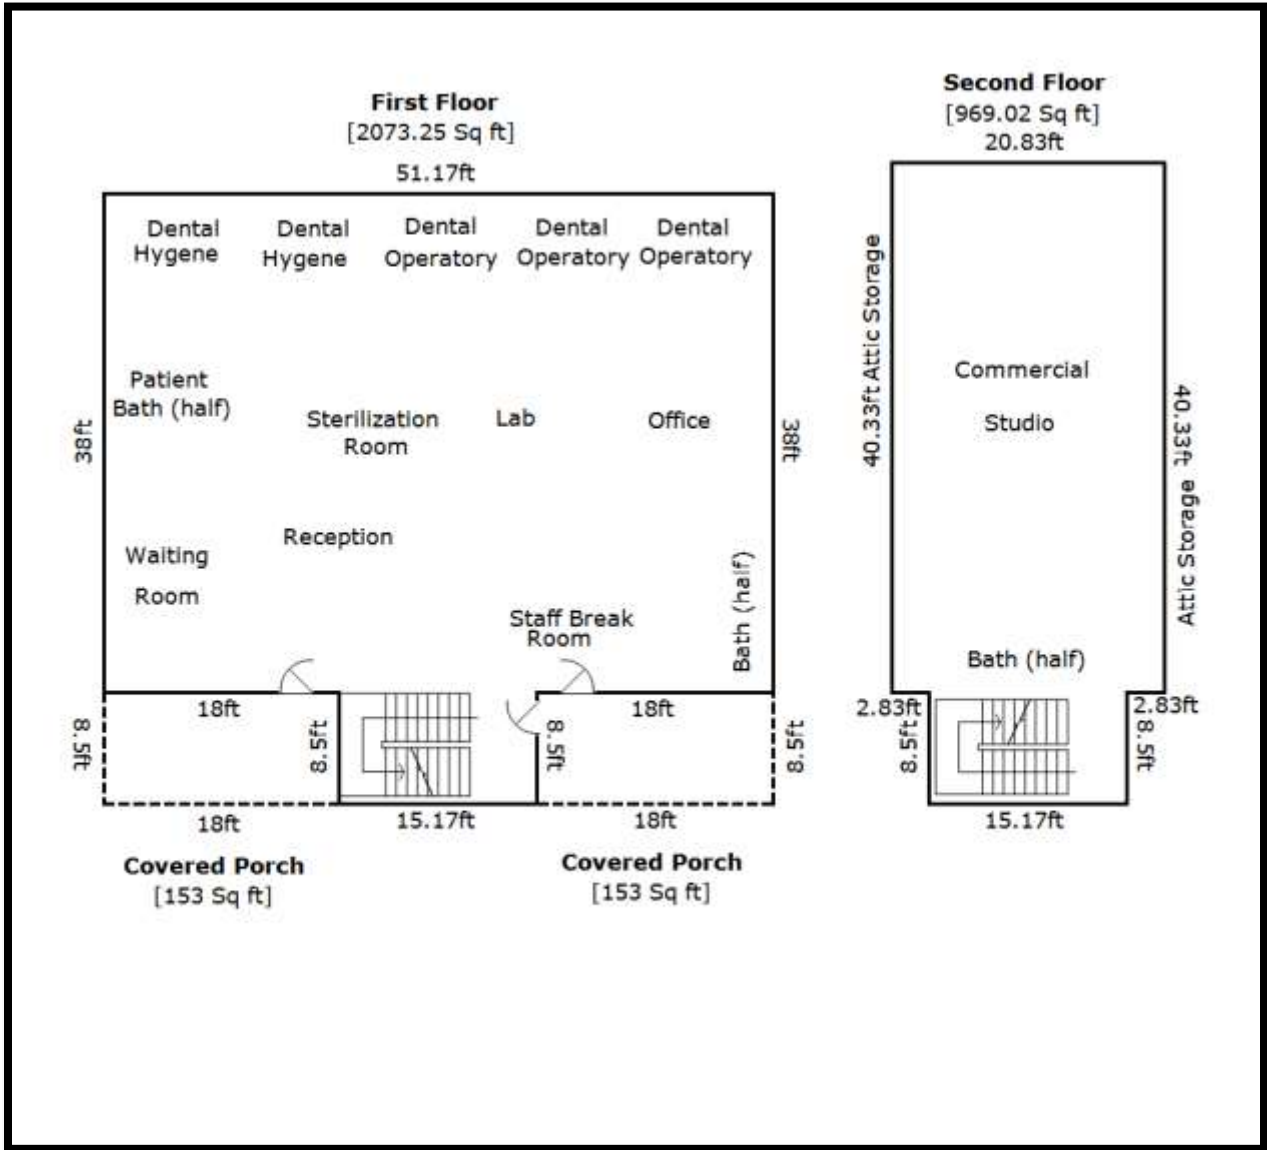 First Floor
[2073.25 Sq ft]
51.17ft
Dental
Hygene
Dental
Hygene
Dental
Operatory
Dental
Operatory
Dental
Operatory
38ft
Patient
Bath (half)
Sterilization
Room
Lab
Office
38ft
Reception
Waiting
Room
Staff Break
Room
Bath (half)
18ft
18ft
8.5ft
8.5ft
8.5ft
8.5ft
18ft
15.17ft
18ft
Covered Porch
[153 Sq ft]
Covered Porch
[153 Sq ft]
Second Floor
[969.02 Sq ft]
20.83ft
40.33ft Attic Storage
Commercial
Studio
40.33ft Attic Storage
Bath (half)
2.83ft
2.83ft
8.5ft
8.5ft
15.17ft